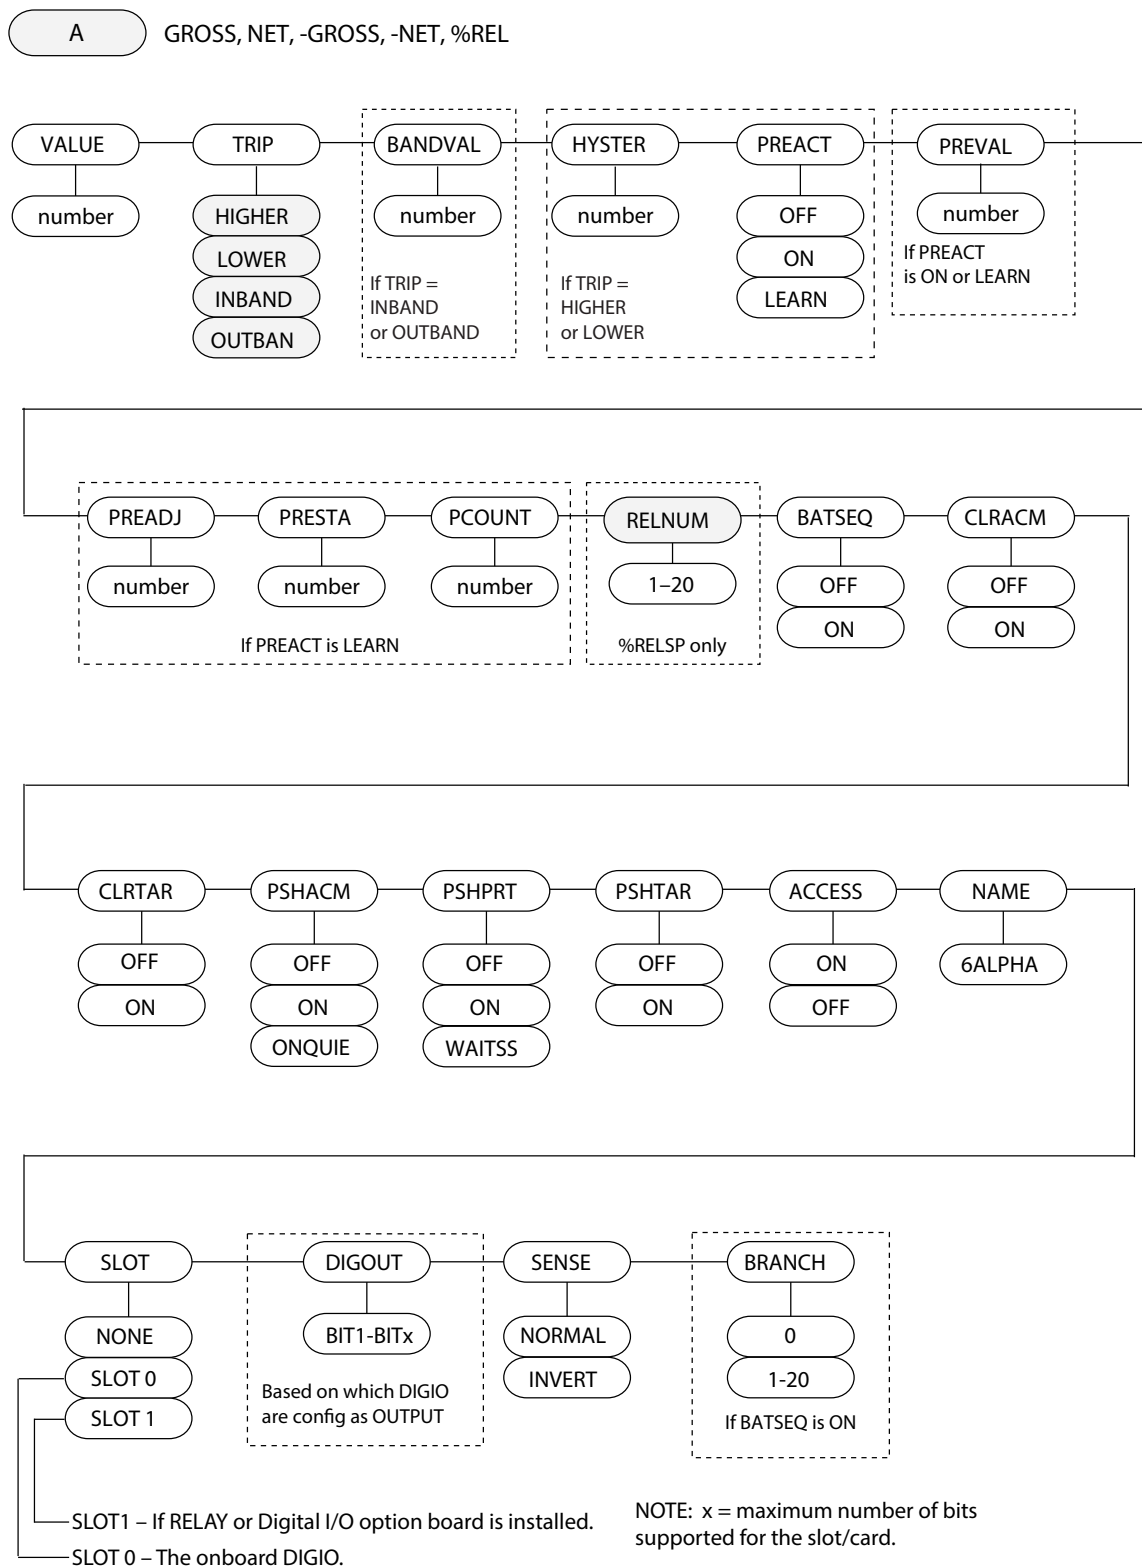 A GROSS, NET, -GROSS, -NET, %REL
VALUE TRIP BANDVAL HYSTER PREACT PREVAL
number HIGHER number number OFF number
LOWER ON
INBAND LEARN
OUTBAN
If TRIP =
INBAND
or OUTBAND
If TRIP =
HIGHER
or LOWER
If PREACT
is ON or LEARN
PREADJ PRESTA PCOUNT RELNUM BATSEQ CLRACM
number number number 1–20 OFF OFF
ON ON
If PREACT is LEARN
%RELSP only
CLRTAR PSHACM PSHPRT PSHTAR ACCESS NAME
OFF OFF OFF OFF ON 6ALPHA
ON ON ON ON OFF
ONQUIE WAITSS
SLOT DIGOUT SENSE BRANCH
NONE BIT1-BITx NORMAL 0
SLOT 0 INVERT 1-20
SLOT 1
Based on which DIGIO
are config as OUTPUT
If BATSEQ is ON
SLOT1 – If RELAY or Digital I/O option board is installed.
SLOT 0 – The onboard DIGIO.
NOTE: x = maximum number of bits
supported for the slot/card.